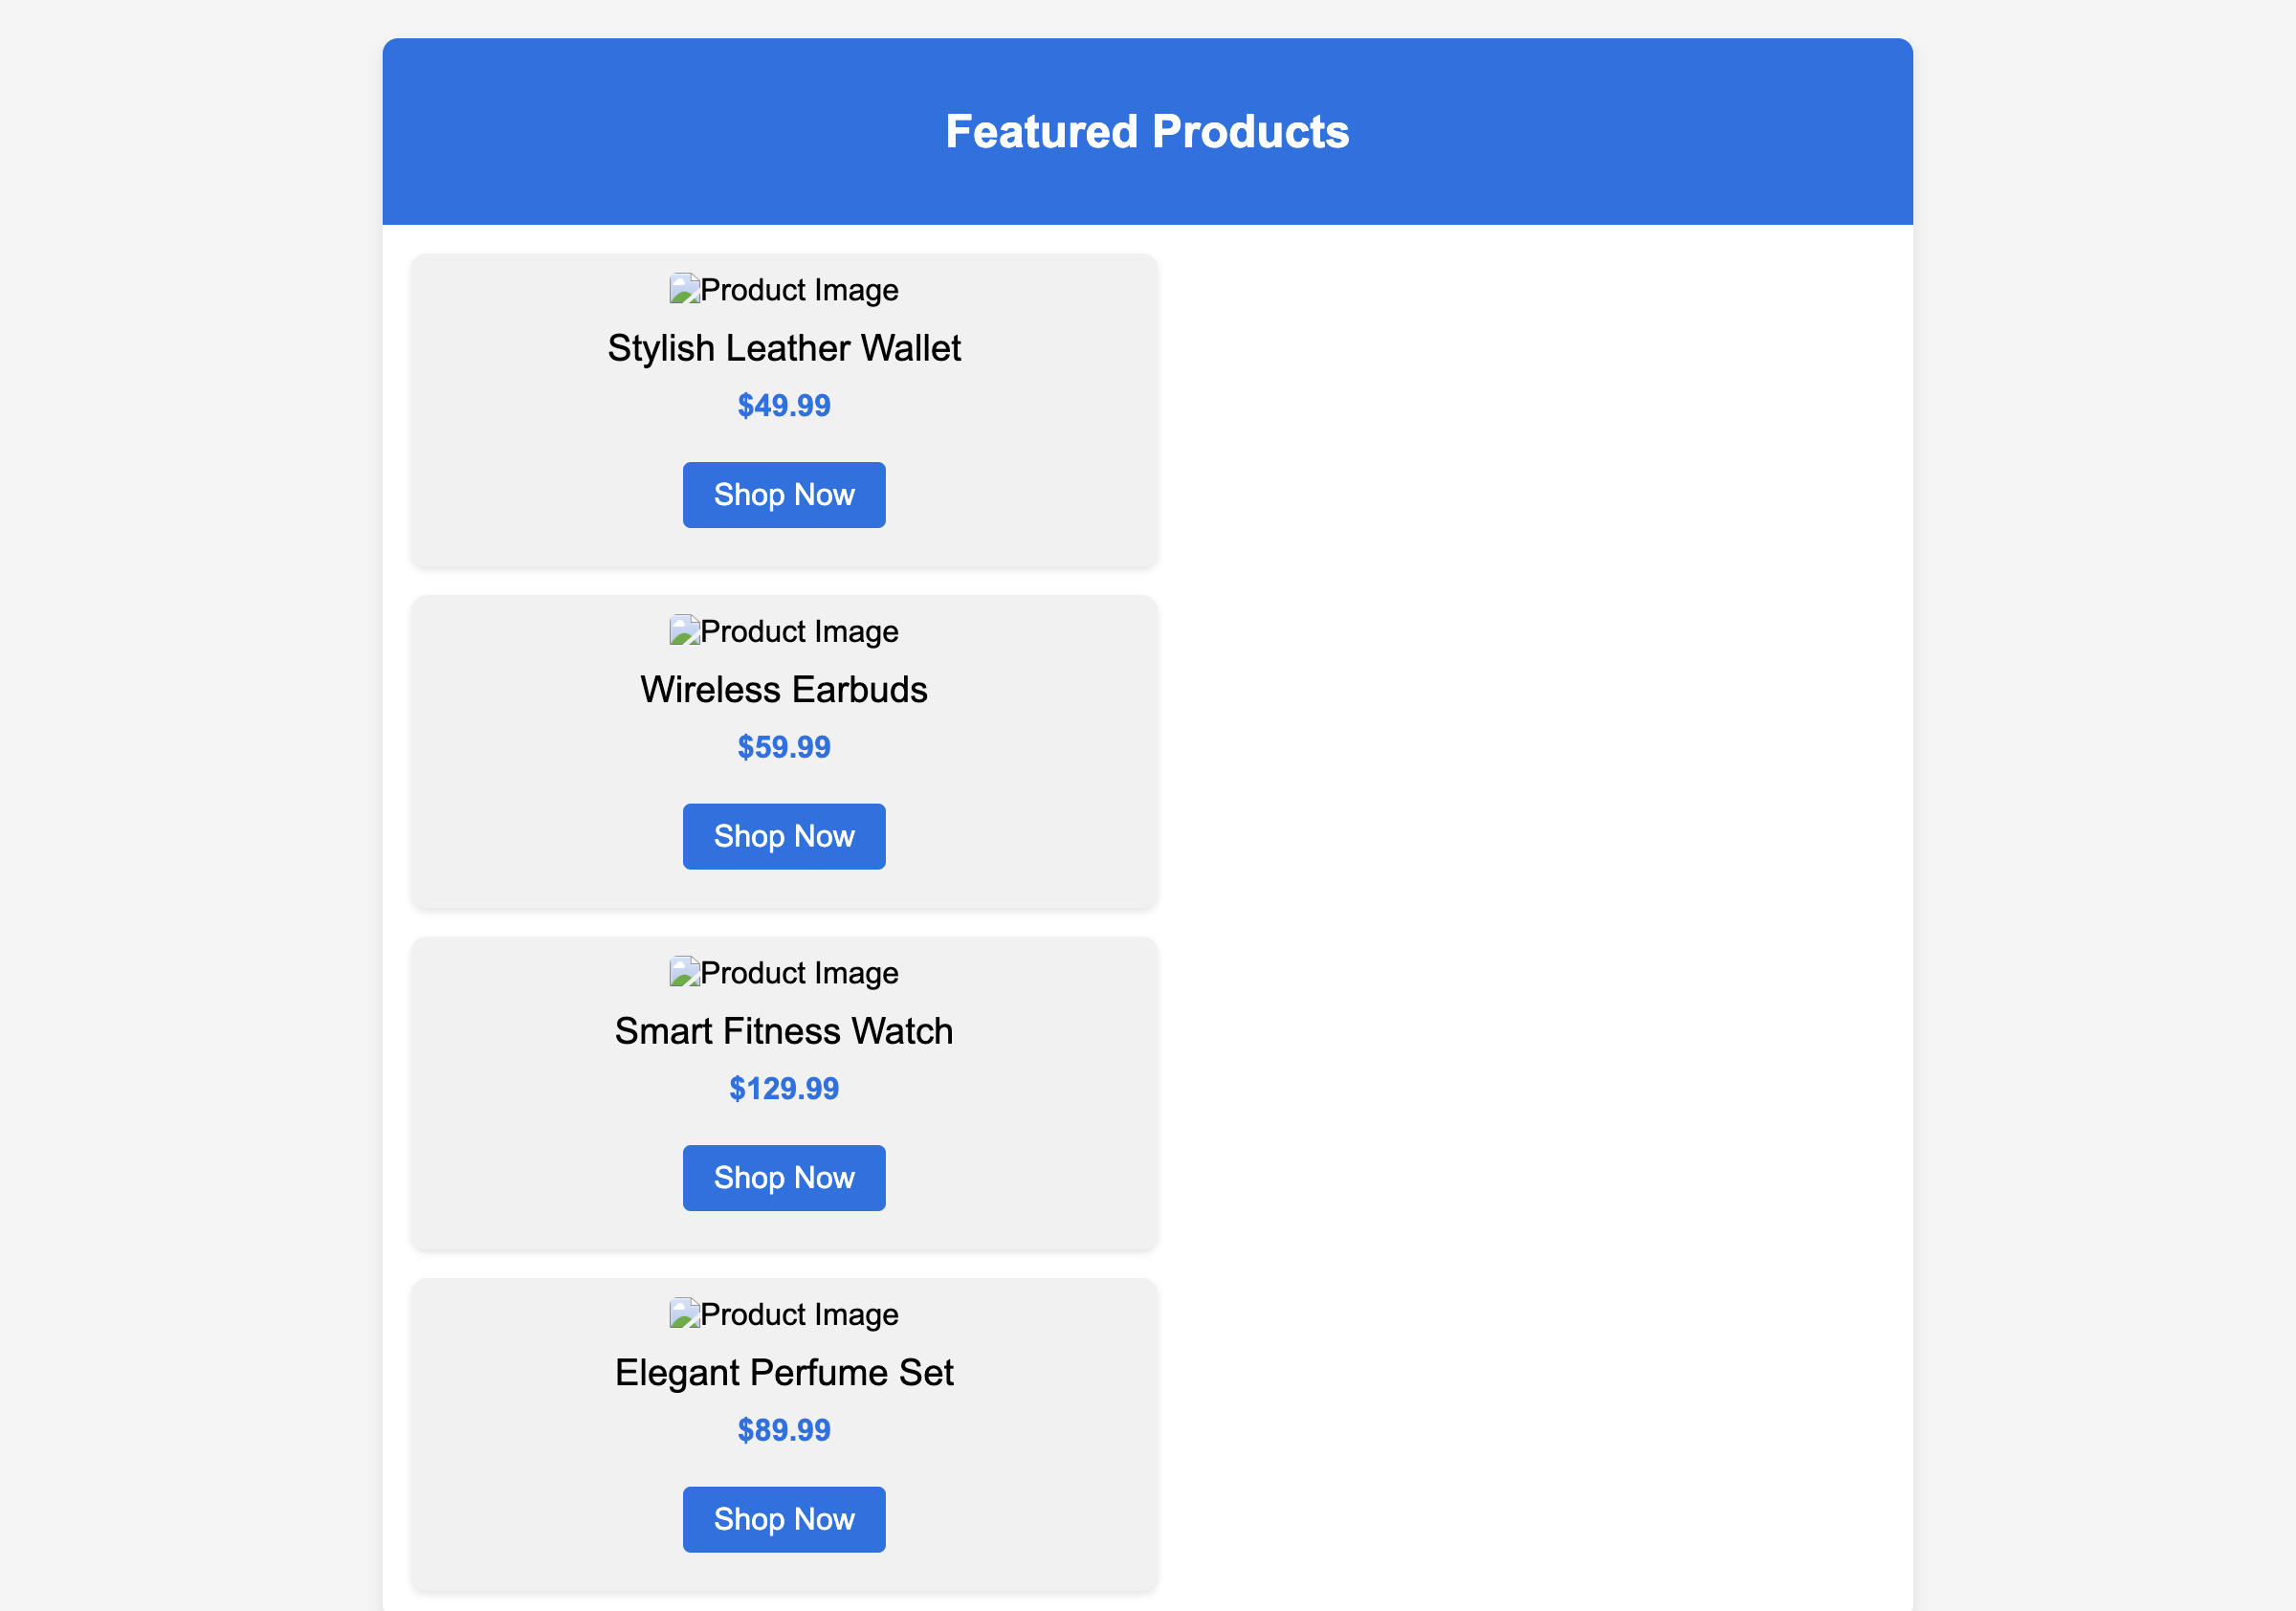 Featured Products
Product Image
Stylish Leather Wallet
$49.99
Shop Now
Product Image
Wireless Earbuds
$59.99
Shop Now
Product Image
Smart Fitness Watch
$129.99
Shop Now
Product Image
Elegant Perfume Set
$89.99
Shop Now